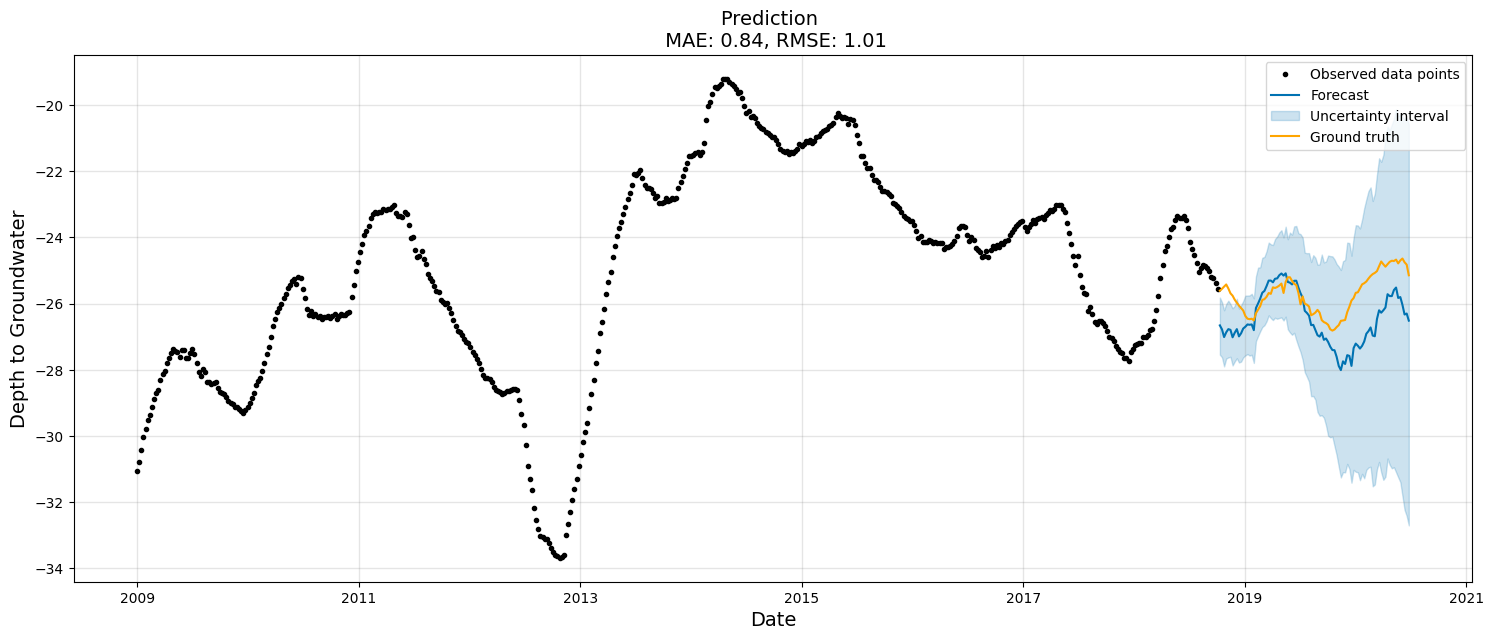 Prediction
MAE: 0.84, RMSE: 1.01
Depth to Groundwater
−20
−22
−24
−26
−28
−30
−32
−34
Observed data points
Forecast
Uncertainty interval
Ground truth
2009
2011
2013
2015
2017
2019
2021
Date